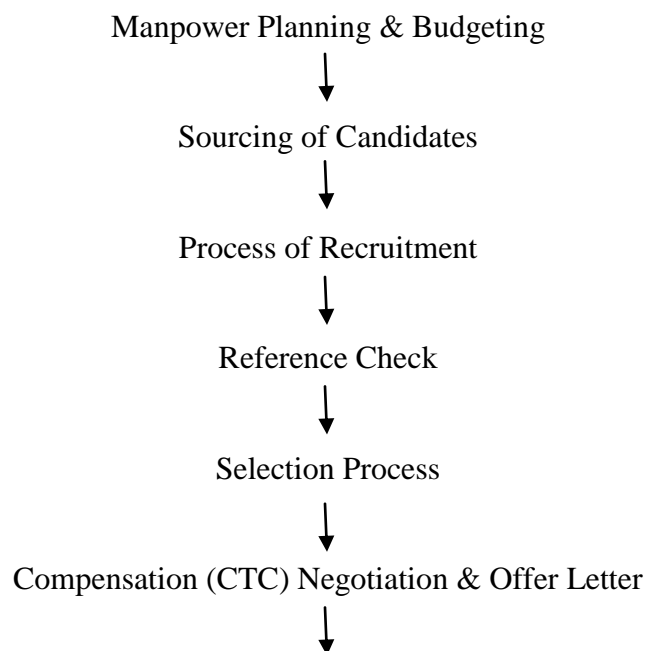 Manpower Planning & Budgeting
Sourcing of Candidates
Process of Recruitment
Reference Check
Selection Process
Compensation (CTC) Negotiation & Offer Letter